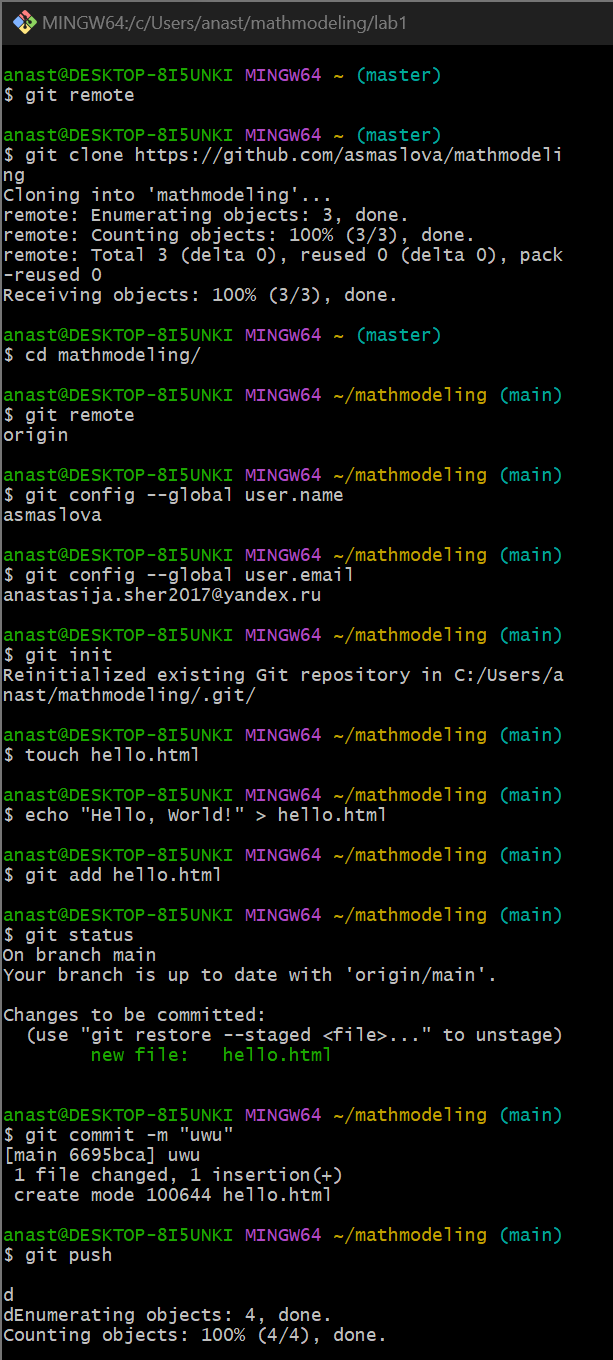 MINGW64:/c/Users/anast/mathmodeling/lab1
anast@DESKTOP-8I5UNKI MINGW64 ~ (master)
$ git remote
anast@DESKTOP-8I5UNKI MINGW64 ~ (master)
$ git clone https://github.com/asmaslova/mathmodeli
ng
Cloning into 'mathmodeling'...
remote: Enumerating objects: 3, done.
remote: Counting objects: 100% (3/3), done.
remote: Total 3 (delta 0), reused 0 (delta 0), pack
-reused 0
Receiving objects: 100% (3/3), done.
anast@DESKTOP-8I5UNKI MINGW64 ~ (master)
$ cd mathmodeling/
anast@DESKTOP-8I5UNKI MINGW64 ~/mathmodeling (main)
$ git remote
origin
anast@DESKTOP-8I5UNKI MINGW64 ~/mathmodeling (main)
$ git config --global user.name
asmaslova
anast@DESKTOP-8I5UNKI MINGW64 ~/mathmodeling (main)
$ git config --global user.email
anastasija.sher2017@yandex.ru
anast@DESKTOP-8I5UNKI MINGW64 ~/mathmodeling (main)
$ git init
Reinitialized existing Git repository in C:/Users/a
nast/mathmodeling/.git/
anast@DESKTOP-8I5UNKI MINGW64 ~/mathmodeling (main)
$ touch hello.html
anast@DESKTOP-8I5UNKI MINGW64 ~/mathmodeling (main)
$ echo "Hello, World!" > hello.html
anast@DESKTOP-8I5UNKI MINGW64 ~/mathmodeling (main)
$ git add hello.html
anast@DESKTOP-8I5UNKI MINGW64 ~/mathmodeling (main)
$ git status
On branch main
Your branch is up to date with 'origin/main'.
Changes to be committed:
(use "git restore --staged <file>..." to unstage)
new file: hello.html
anast@DESKTOP-8I5UNKI MINGW64 ~/mathmodeling (main)
$ git commit -m "uwu"
[main 6695bca] uwu
1 file changed, 1 insertion(+)
create mode 100644 hello.html
anast@DESKTOP-8I5UNKI MINGW64 ~/mathmodeling (main)
$ git push
d
dEnumerating objects: 4, done.
Counting objects: 100% (4/4), done.